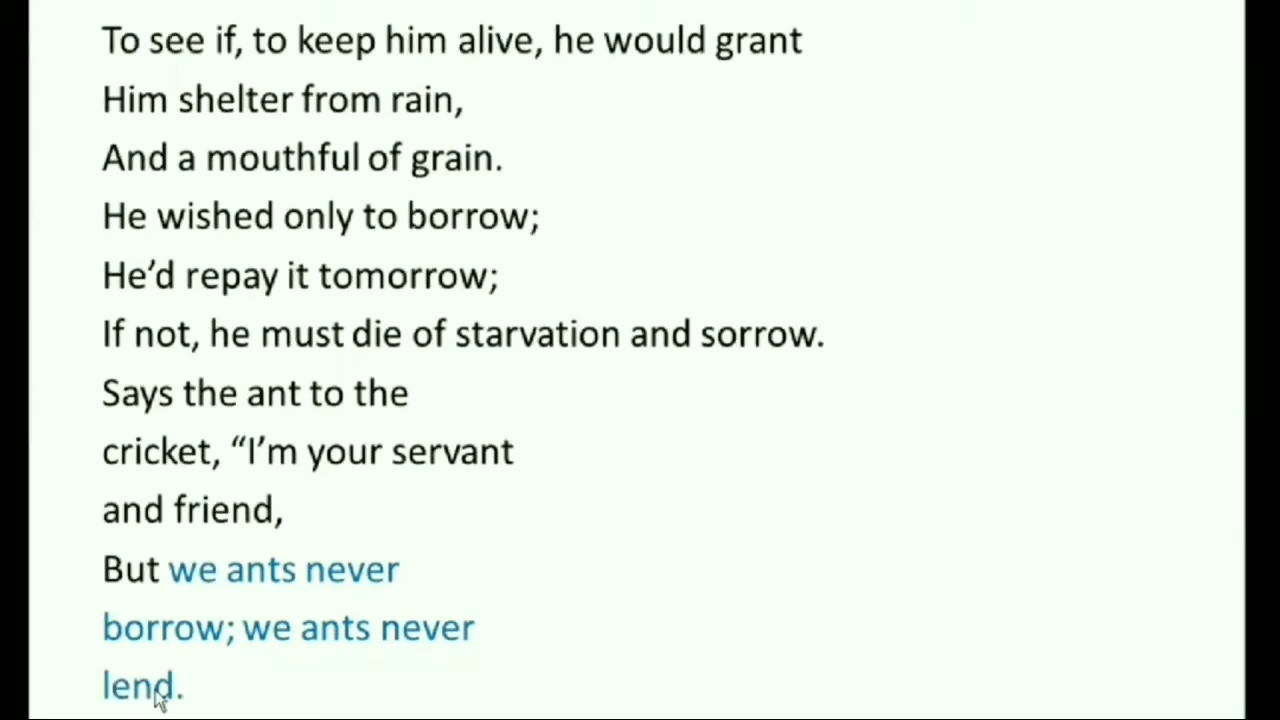 To see if, to keep him alive, he would grant
Him shelter from rain,
And a mouthful of grain.
He wished only to borrow;
He’d repay it tomorrow;
If not, he must die of starvation and sorrow.
Says the ant to the
cricket, “I’m your servant
and friend,
But we ants never
borrow; we ants never
lend.